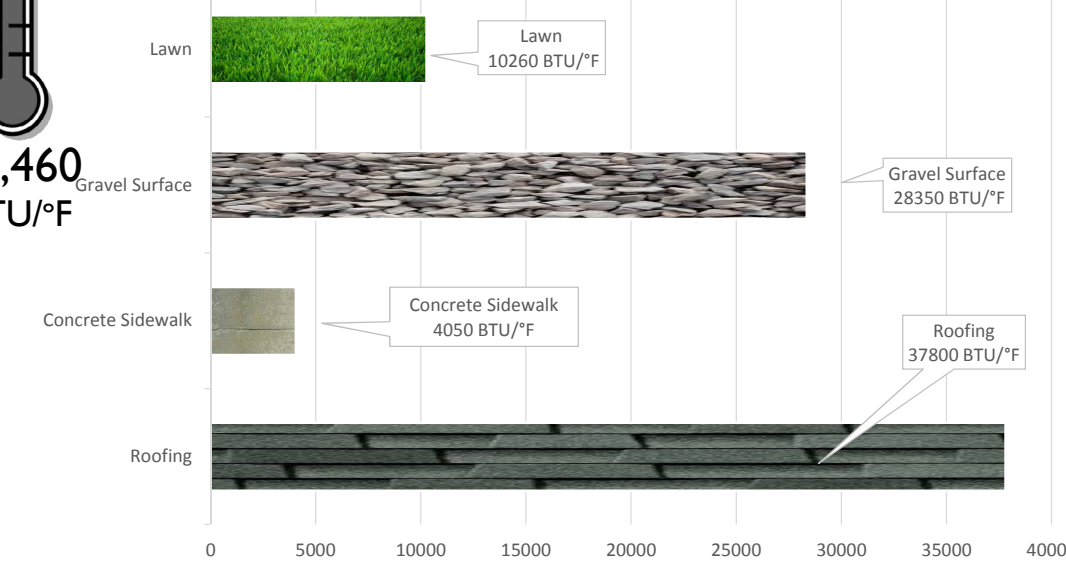 Lawn
Lawn
10260 BTU/°F
,460
TU/°F
Gravel Surface
Gravel Surface
28350 BTU/°F
Concrete Sidewalk
Concrete Sidewalk
4050 BTU/°F
Roofing
37800 BTU/°F
Roofing
0 5000 10000 15000 20000 25000 30000 35000 4000